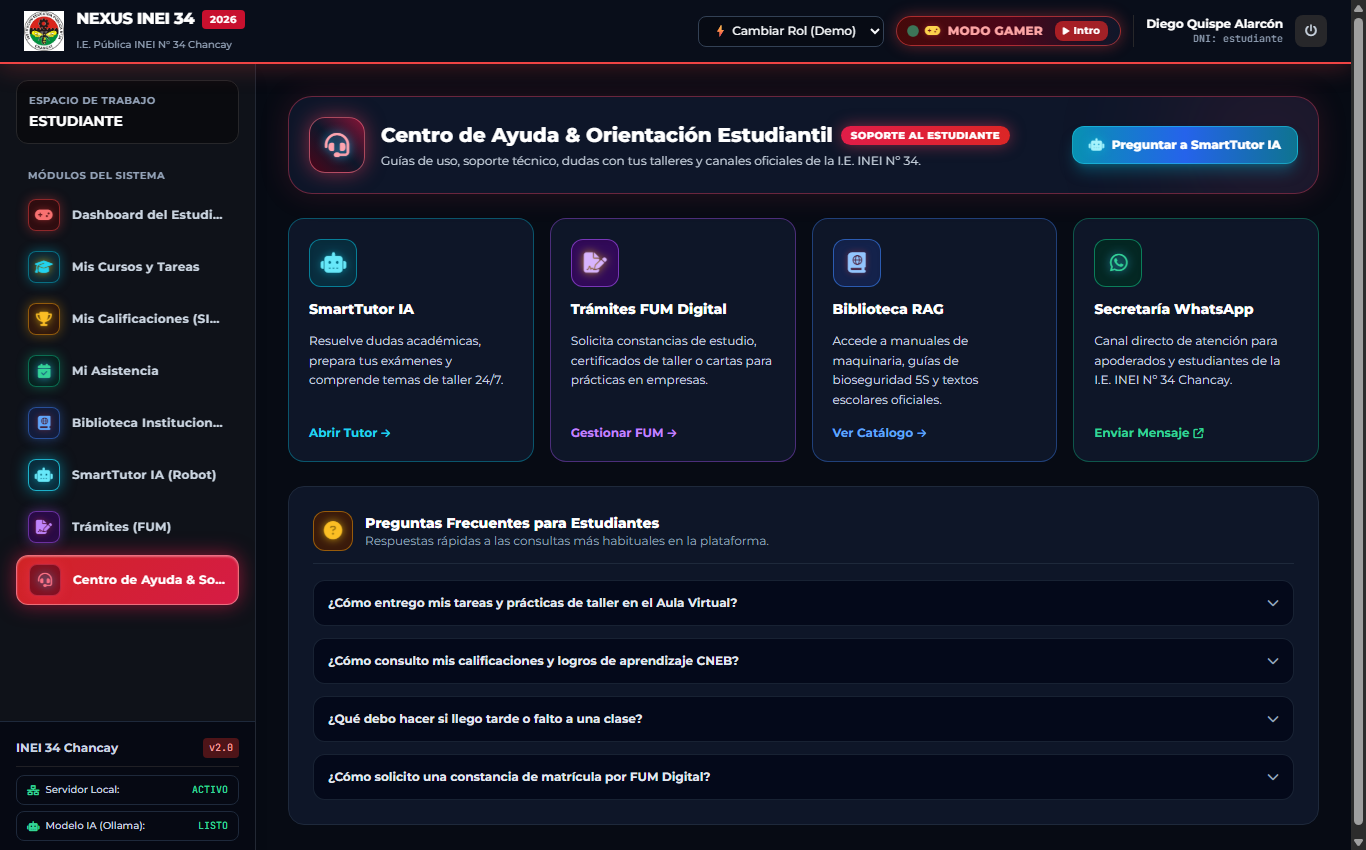 NEXUS INEI 34 2026
I.E. Pública INEI N° 34 Chancay
Cambiar Rol (Demo)
MODO GAMER
Intro
Diego Quispe Alarcón
DNI: estudiante
ESPACIO DE TRABAJO
ESTUDIANTE
MÓDULOS DEL SISTEMA
Dashboard del Estudi...
Mis Cursos y Tareas
Mis Calificaciones (SI...
Mi Asistencia
Biblioteca Institucion...
SmartTutor IA (Robot)
Trámites (FUM)
Centro de Ayuda & So...
INEI 34 Chancay v2.0
Servidor Local: ACTIVO
Modelo IA (Ollama): LISTO
Centro de Ayuda & Orientación Estudiantil SOPORTE AL ESTUDIANTE
Guías de uso, soporte técnico, dudas con tus talleres y canales oficiales de la I.E. INEI N° 34.
Preguntar a SmartTutor IA
SmartTutor IA
Resuelve dudas académicas,
prepara tus exámenes y
comprende temas de taller 24/7.
Abrir Tutor →
Trámites FUM Digital
Solicita constancias de estudio,
certificados de taller o cartas para
prácticas en empresas.
Gestionar FUM →
Biblioteca RAG
Accede a manuales de
maquinaria, guías de
bioseguridad 5S y textos
escolares oficiales.
Ver Catálogo →
Secretaría WhatsApp
Canal directo de atención para
apoderados y estudiantes de la
I.E. INEI N° 34 Chancay.
Enviar Mensaje
Preguntas Frecuentes para Estudiantes
Respuestas rápidas a las consultas más habituales en la plataforma.
¿Cómo entrego mis tareas y prácticas de taller en el Aula Virtual?
¿Cómo consulto mis calificaciones y logros de aprendizaje CNEB?
¿Qué debo hacer si llego tarde o falto a una clase?
¿Cómo solicito una constancia de matrícula por FUM Digital?